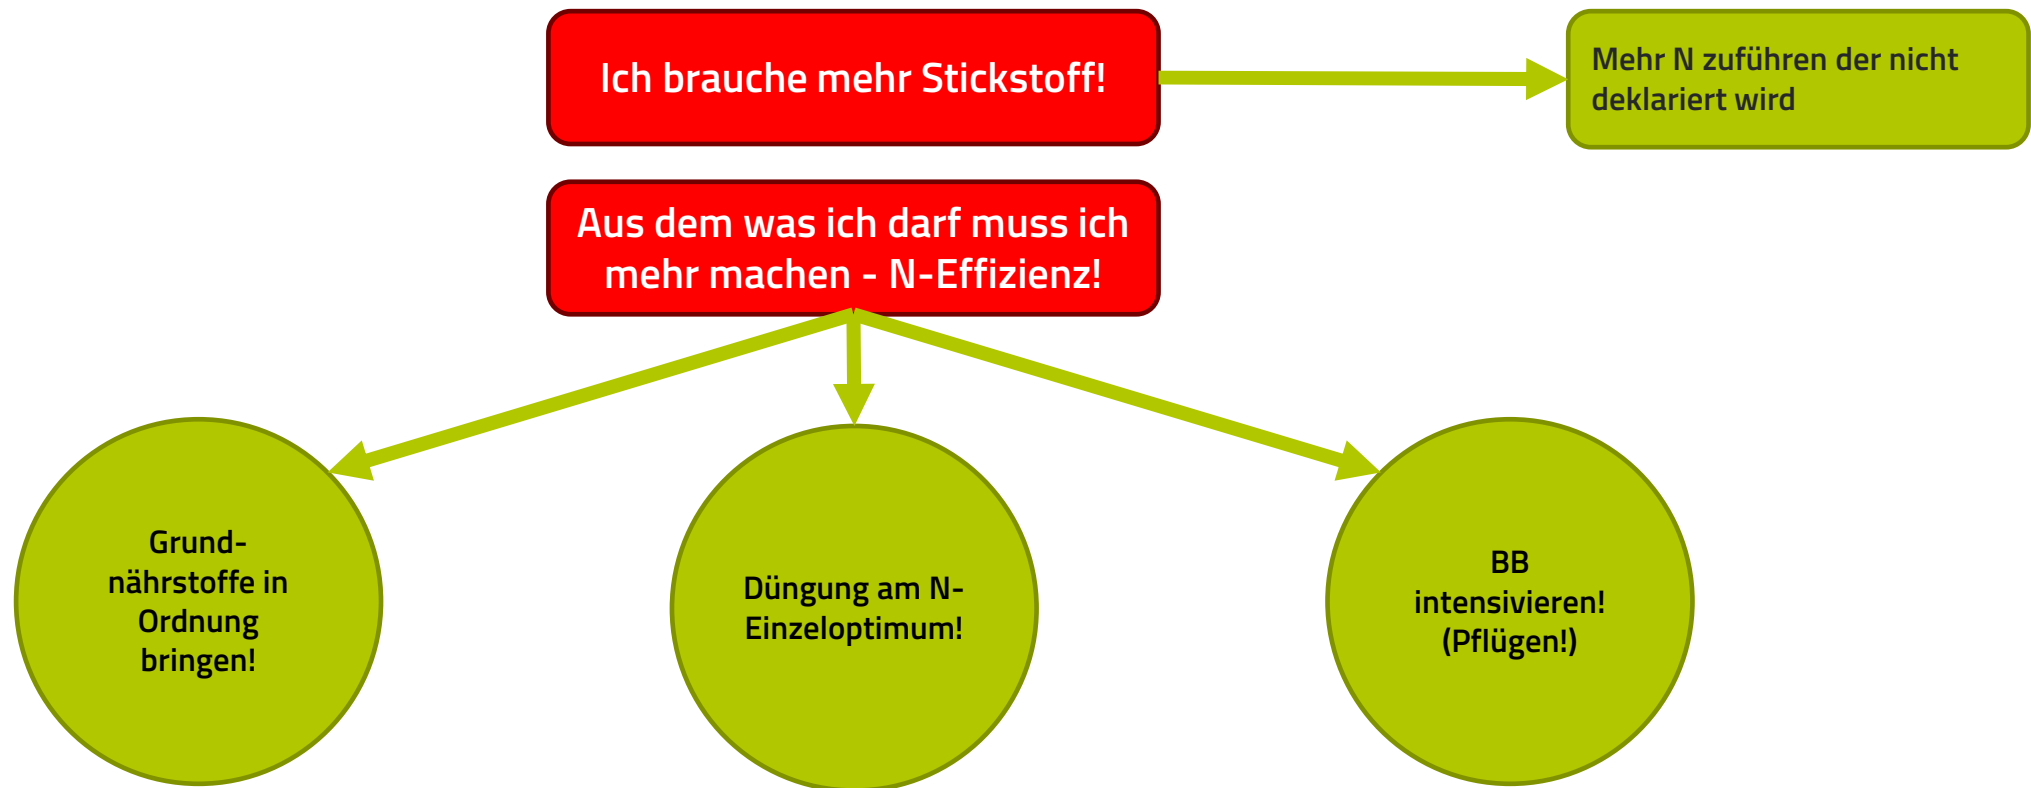 Ich brauche mehr Stickstoff!
Mehr N zuführen der nicht
deklariert wird
Aus dem was ich darf muss ich
mehr machen - N-Effizienz!
Grund-
nährstoffe in
Ordnung
bringen!
Düngung am N-
Einzeloptimum!
BB
intensivieren!
(Pflügen!)